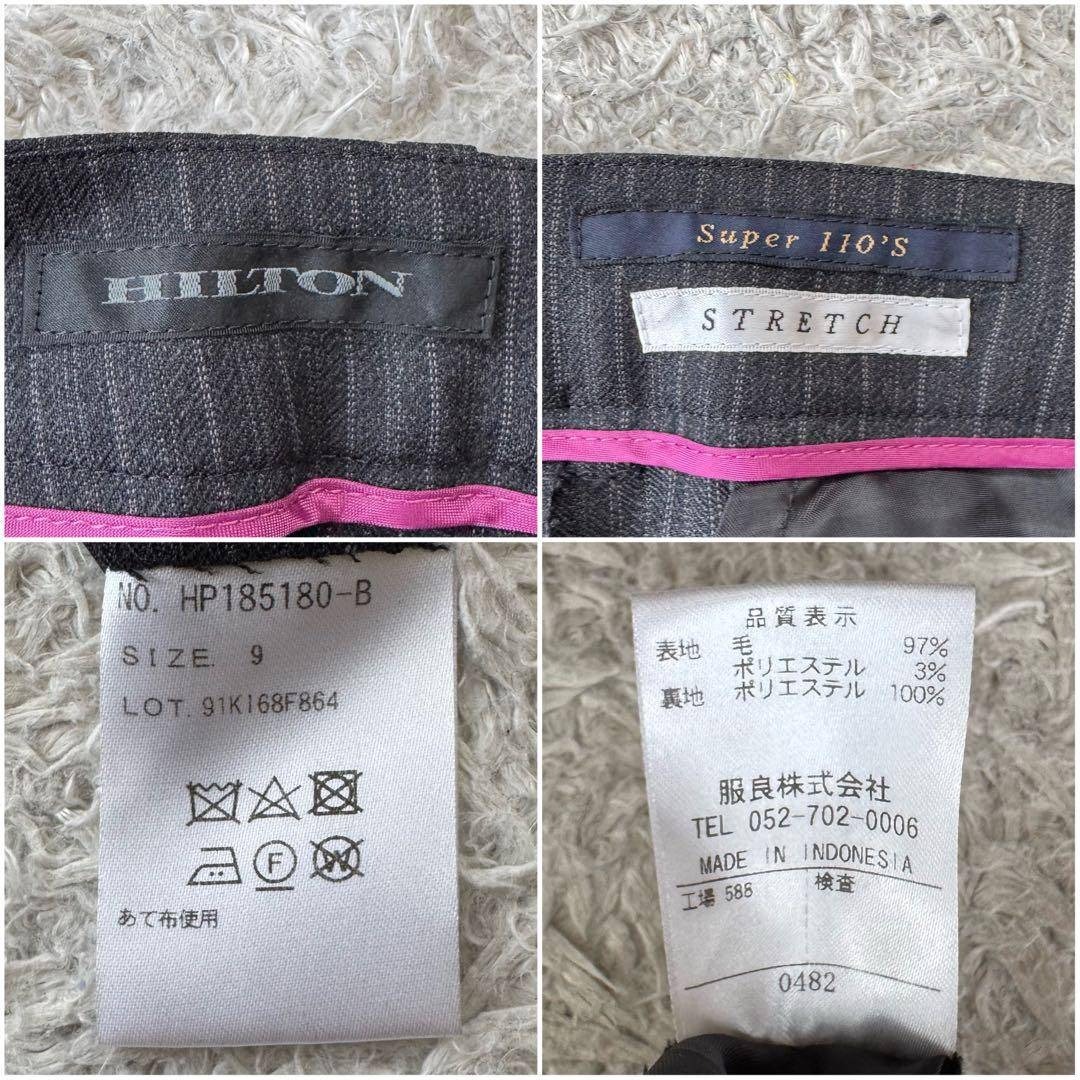 HILTON
Super 110'S
STRETCH
NO. HP185180-B
SIZE. 9
LOT. 91K168F864
F
W
あて布使用
品質表示
表地 毛 97%
ポリエステル 3%
裏地 ポリエステル 100%
服良株式会社
TEL 052-702-0006
MADE IN INDONESIA
工場 586 検査
0482